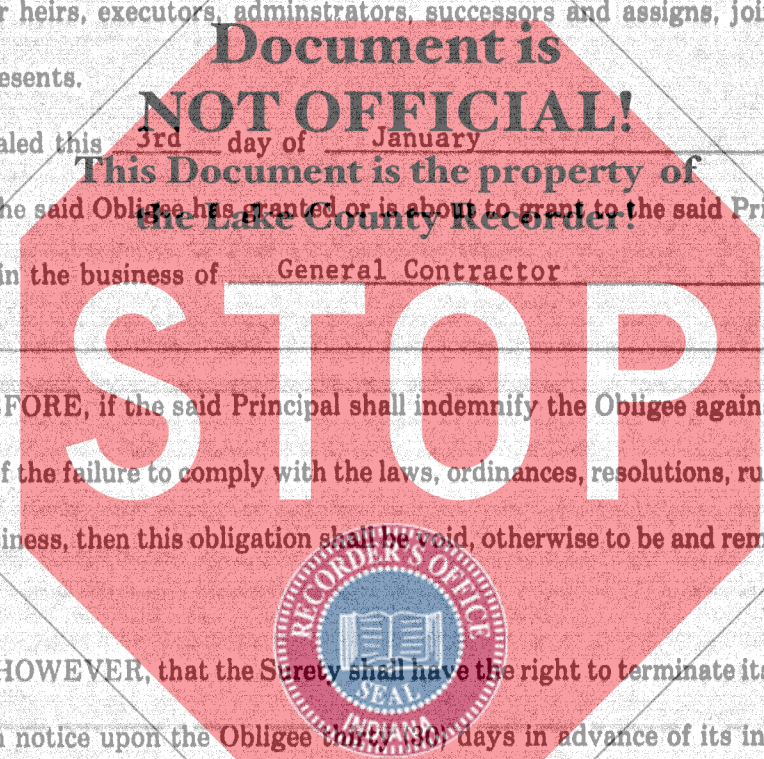 r heirs, executors, adminstrators, successors and assigns, joi
Document is
esents.
NOT OFFICIAL!
aled this 3rd day of January
This Document is the property of
he said Obligee has granted or is about to grant to the said Pri
the Lake County Recorder!
in the business of General Contractor
STOP
FORE, if the said Principal shall indemnify the Obligee again
f the failure to comply with the laws, ordinances, resolutions, ru
iness, then this obligation shall be void, otherwise to be and rem
RECORDER'S OFFICE
SEAL
INDIANA
HOWEVER, that the Surety shall have the right to terminate its
n notice upon the Obligee thirty (30) days in advance of its in